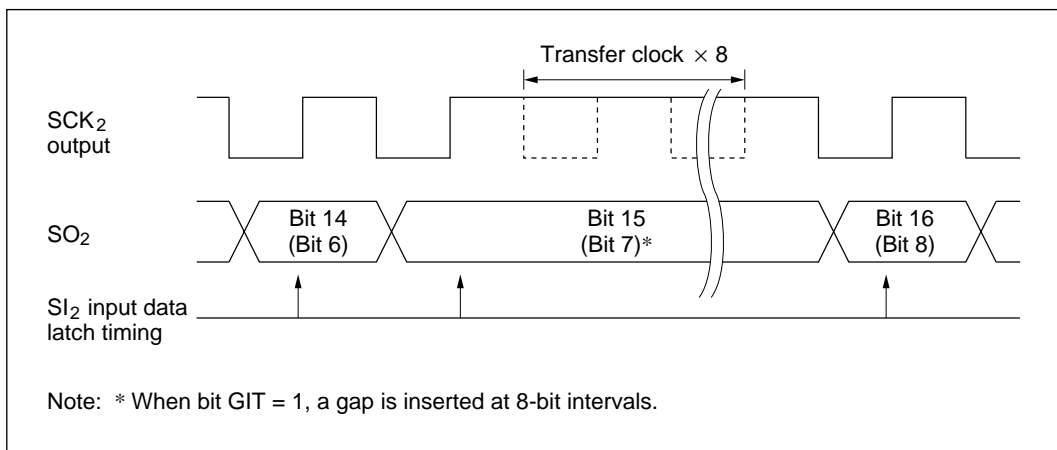 Transfer clock × 8
SCK2
output
Bit 14
(Bit 6)
Bit 15
(Bit 7)*
Bit 16
(Bit 8)
SO2
SI2 input data
latch timing
Note: * When bit GIT = 1, a gap is inserted at 8-bit intervals.